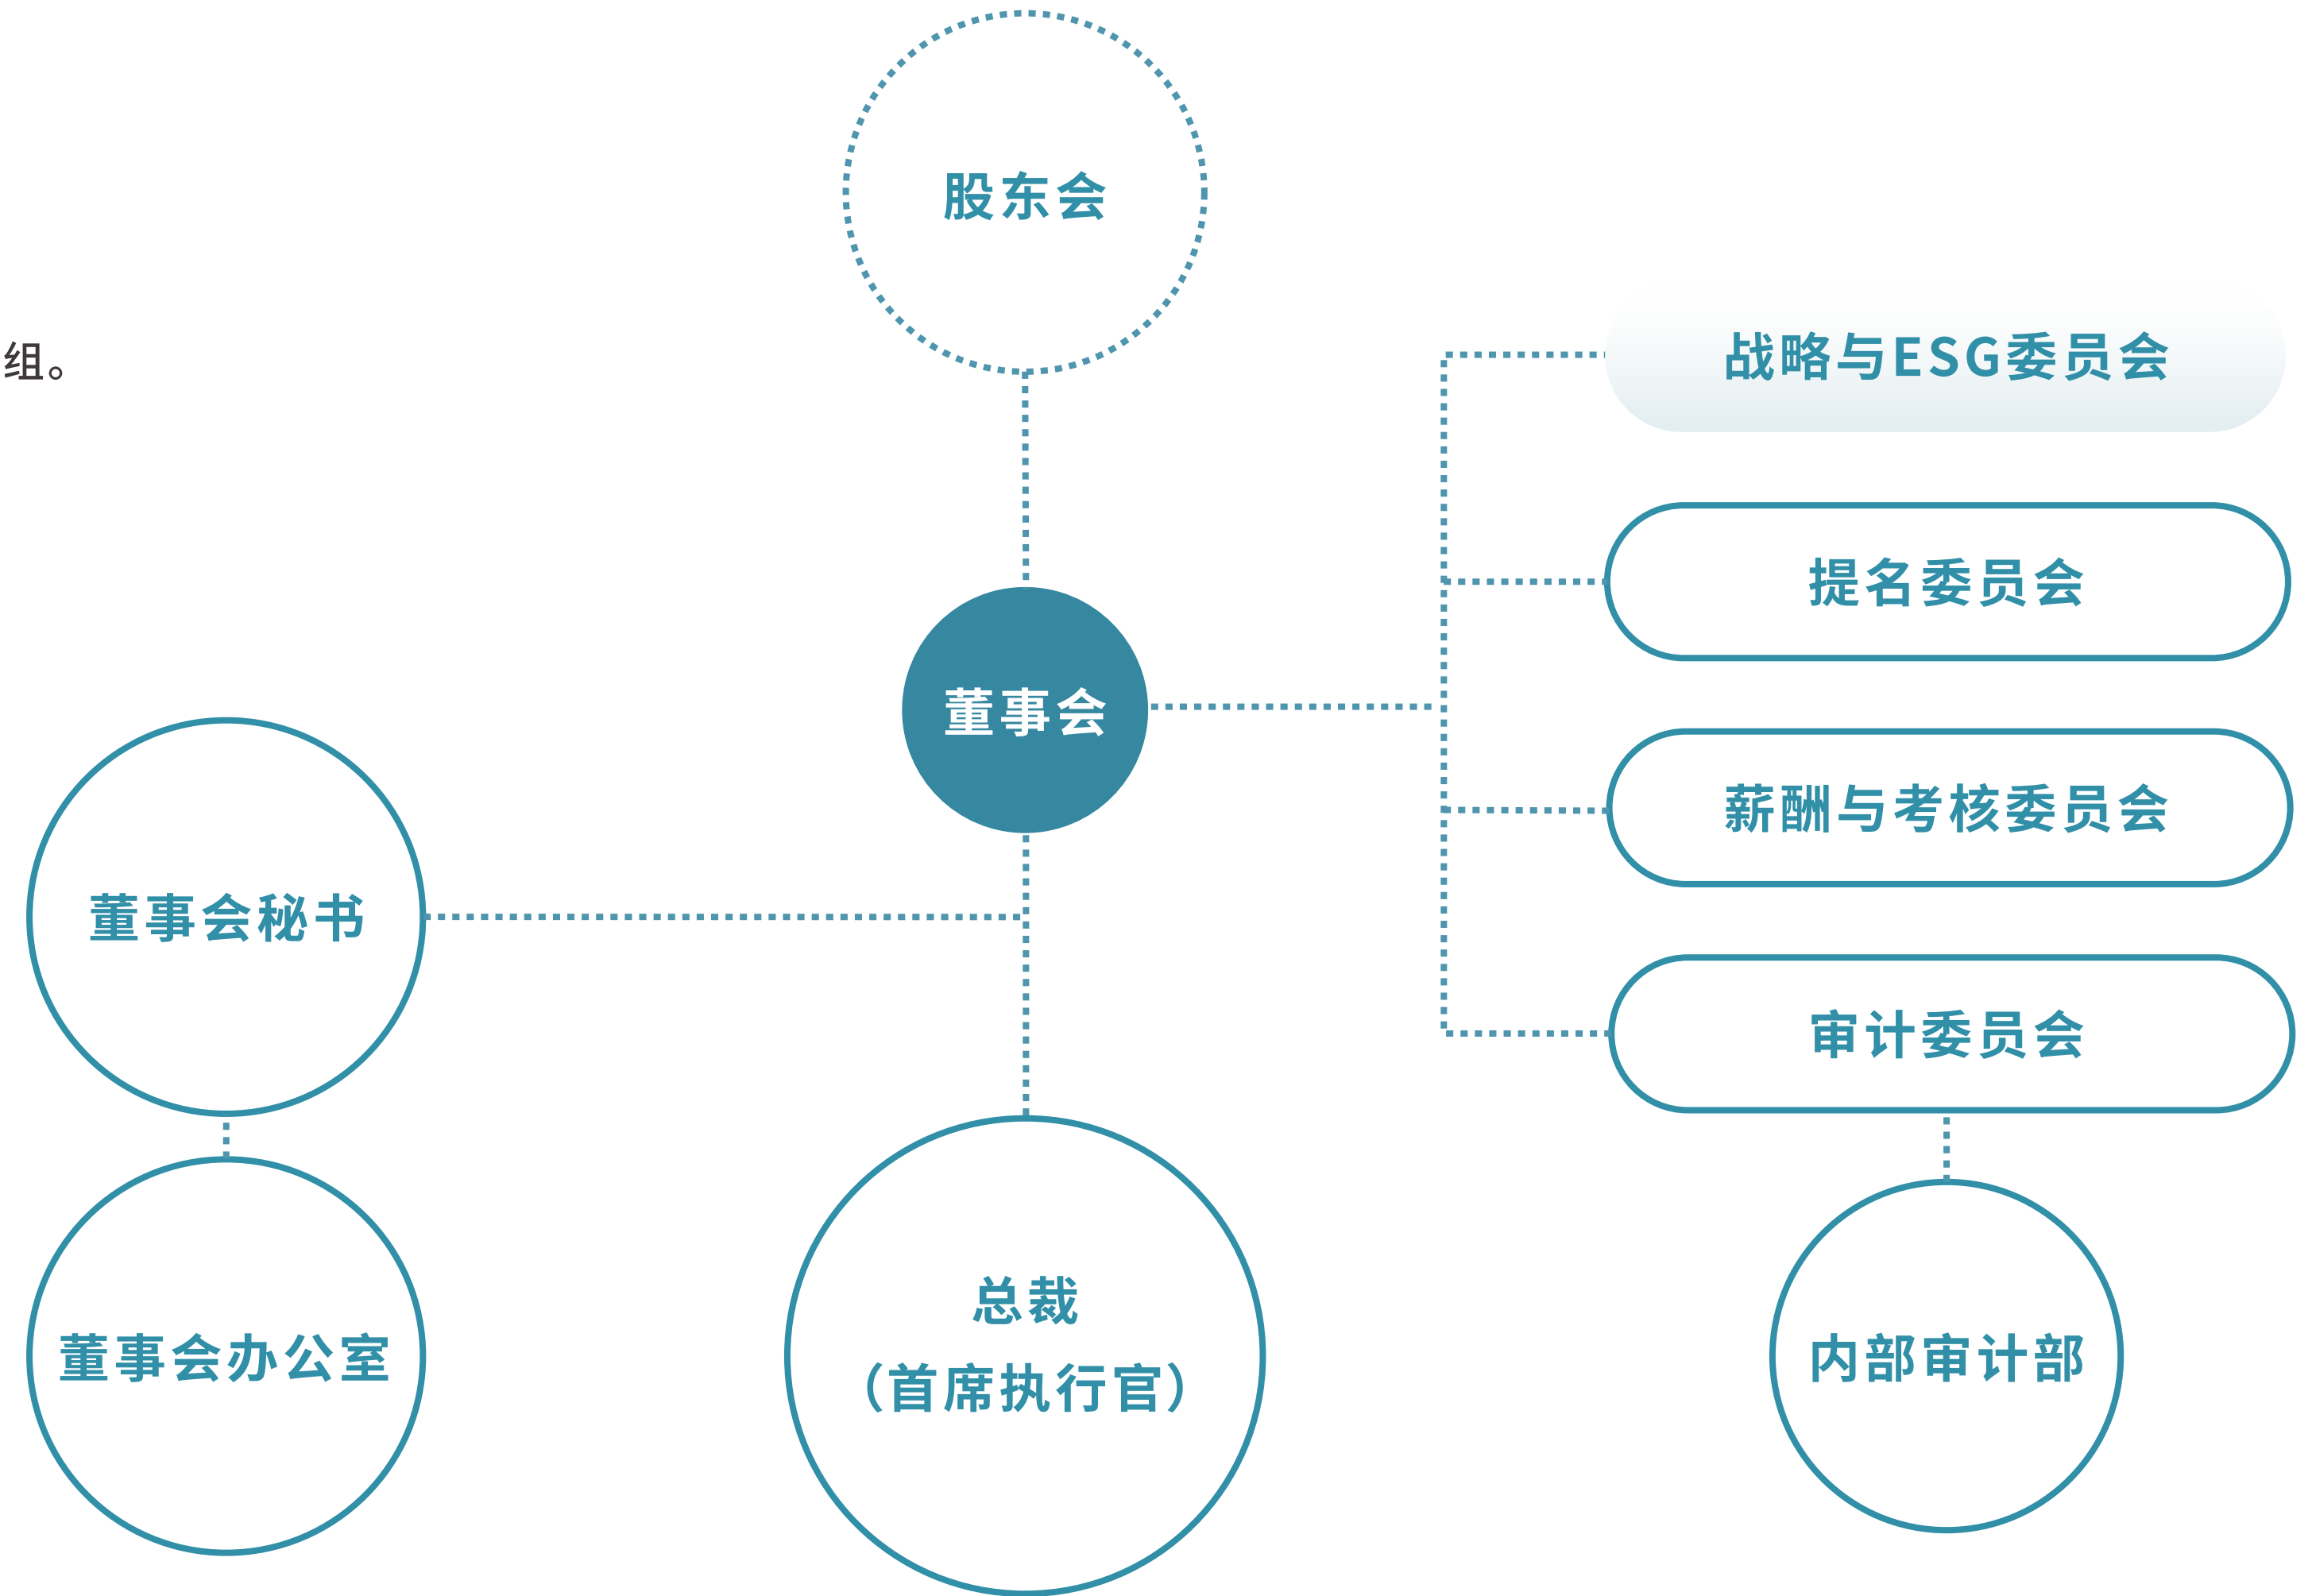 股东会
组。
战略与ESG委员会
提名委员会
董事会
薪酬与考核委员会
董事会秘书
审计委员会
总裁
（首席执行官）
董事会办公室
内部审计部